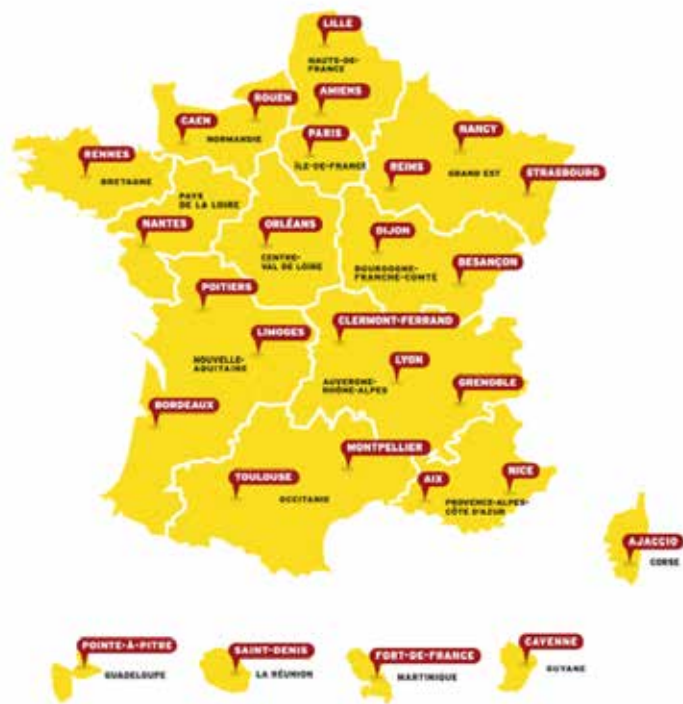 LILLE
HAUTS-DE-
FRANCE
AMIENS
ROUEN
CAEN
NORMANDIE
PARIS
ÎLE-DE-FRANCE
NANCY
REIMS
GRAND EST
STRASBOURG
RENNES
BRETAGNE
PAYS
DE LA LOIRE
NANTES
ORLÉANS
CENTRE-
VAL DE LOIRE
DIJON
BOURGOGNE-
FRANCHE-COMTÉ
BESANÇON
POITIERS
LIMOGES
NOUVELLE-
AQUITAINE
CLERMONT-FERRAND
LYON
AUVERGNE-
RHÔNE-ALPES
GRENOBLE
BORDEAUX
MONTPELLIER
TOULOUSE
OCCITANIE
AIX
NICE
PROVENCE-ALPES-
CÔTE D'AZUR
AJACCIO
CORSE
POINTE-À-PITRE
GUADELOUPE
SAINT-DENIS
LA RÉUNION
FORT-DE-FRANCE
MARTINIQUE
CAYENNE
GUYANE